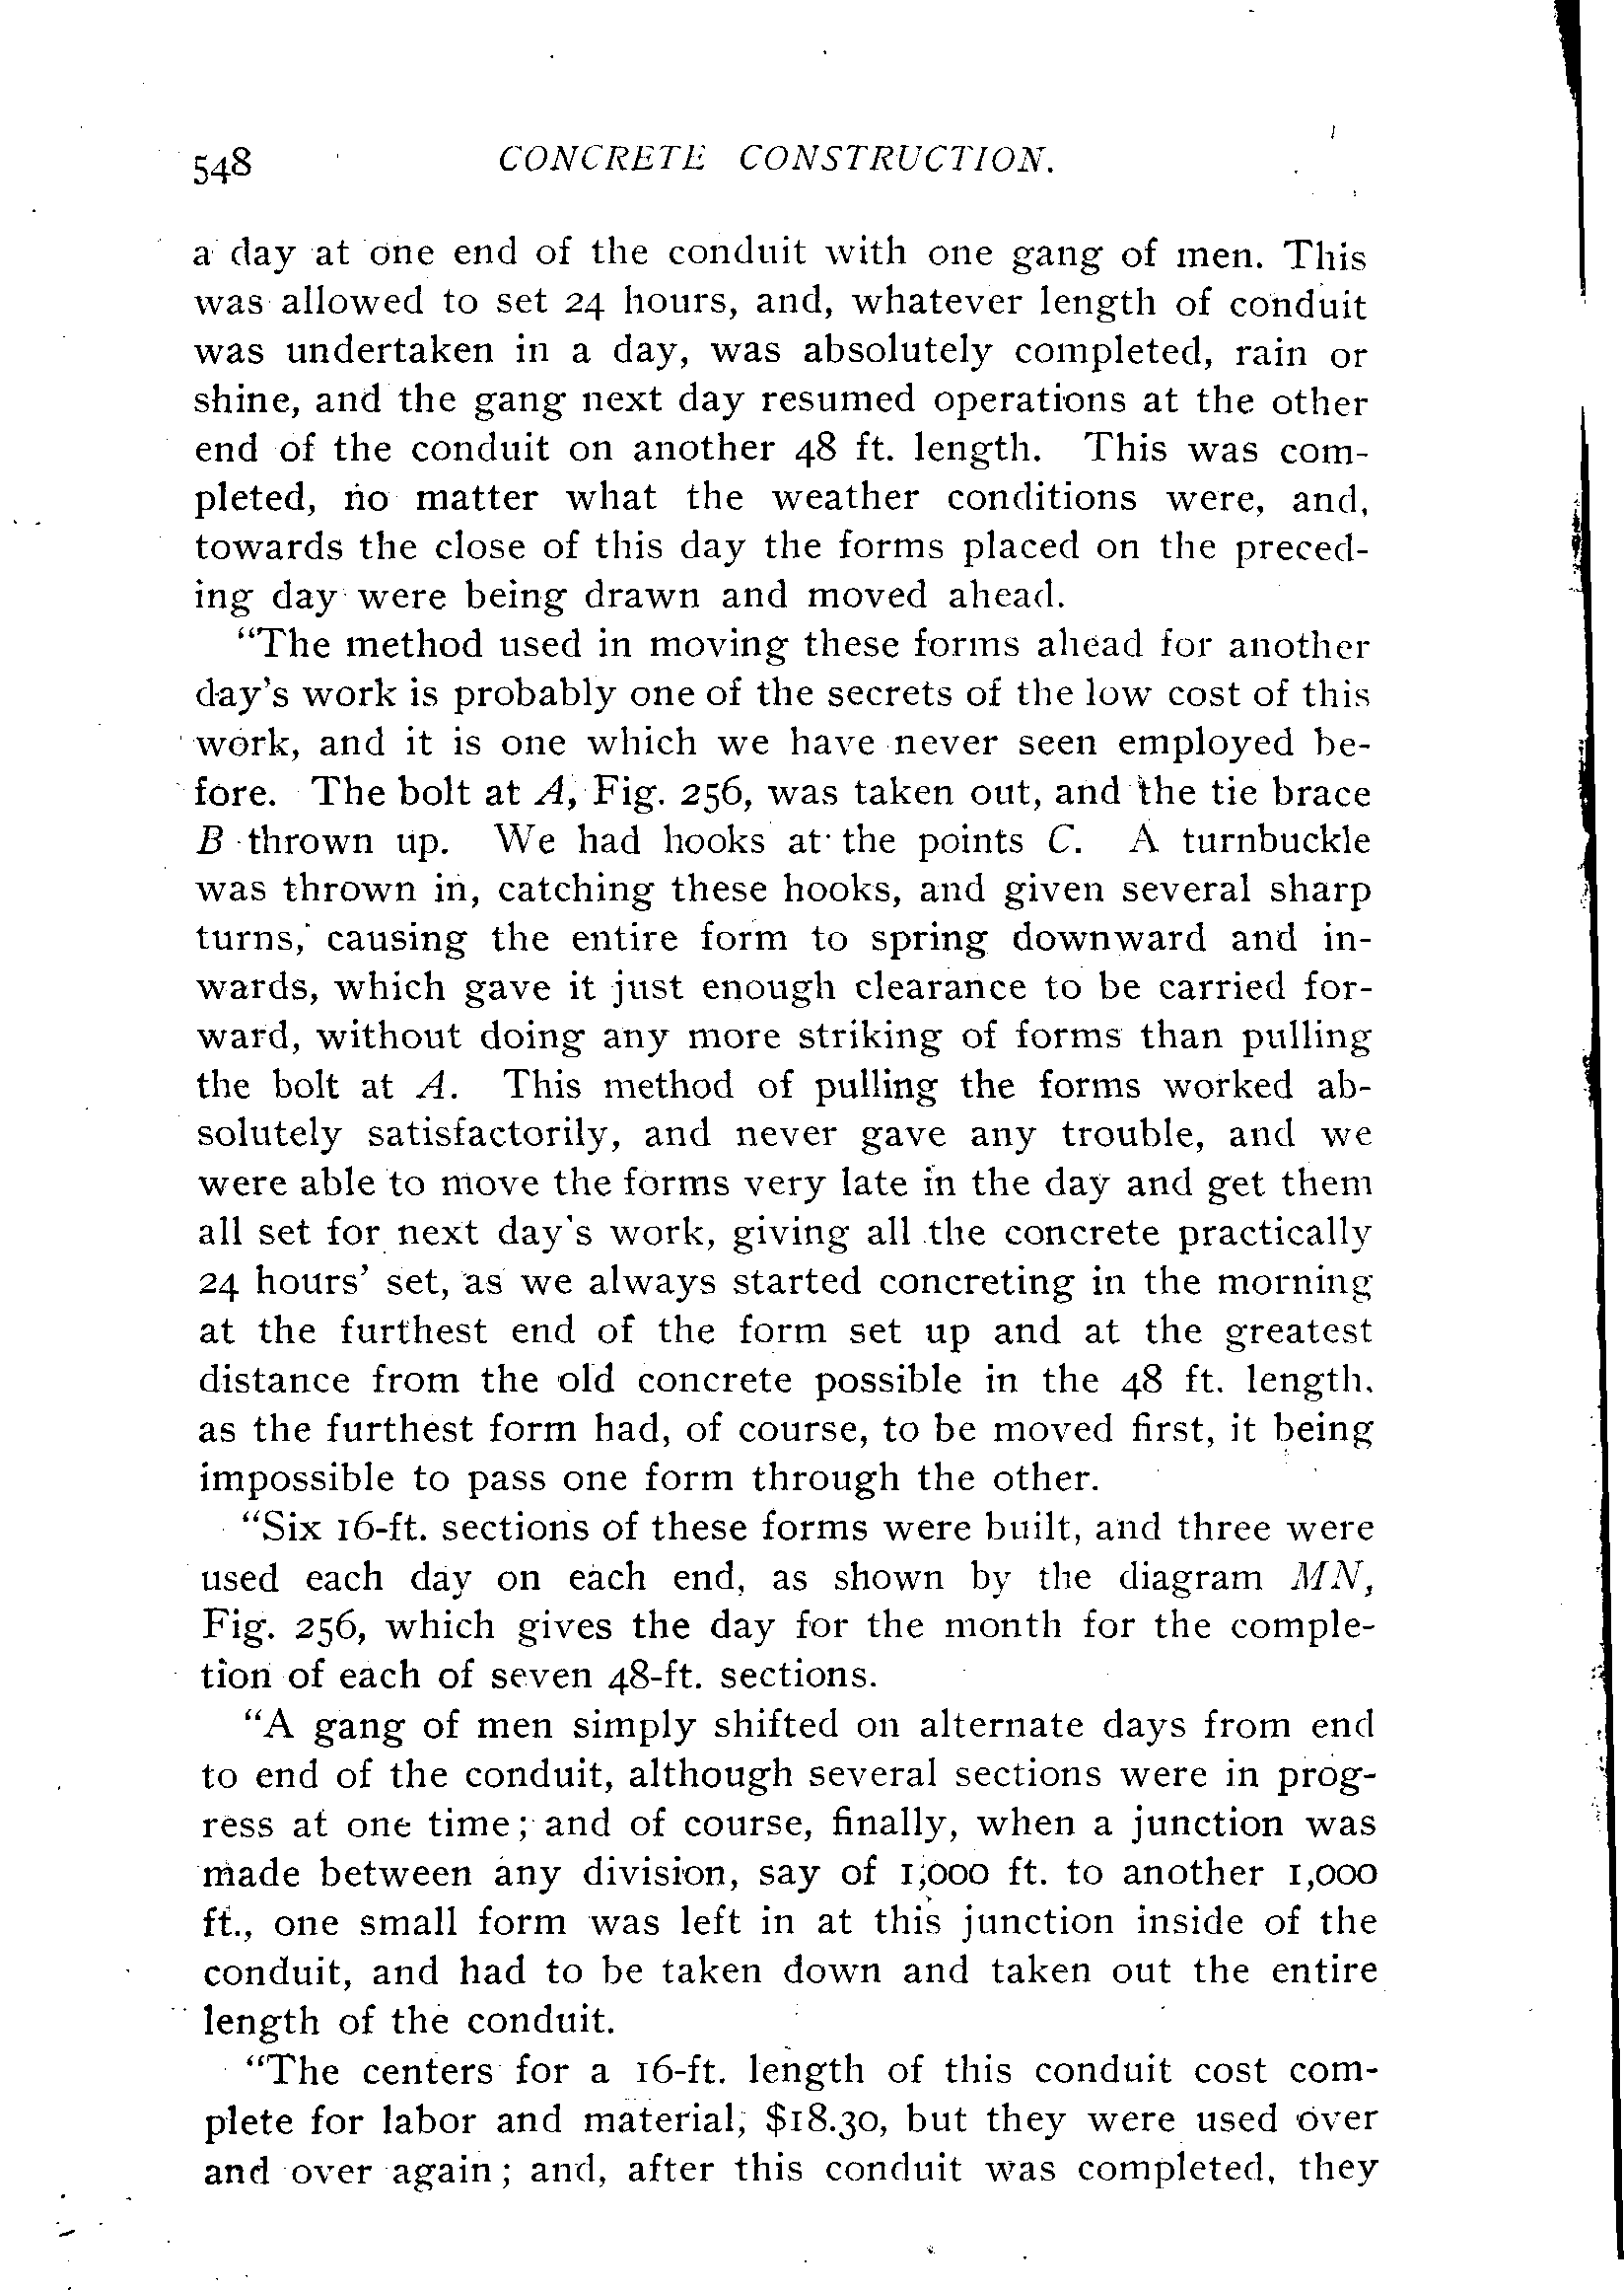 548 CONCRETE CONSTRUCTION.
a day at one end of the conduit with one gang of men. This
was allowed to set 24 hours, and, whatever length of conduit
was undertaken in a day, was absolutely completed, rain or
shine, and the gang next day resumed operations at the other
end of the conduit on another 48 ft. length. This was com-
pleted, no matter what the weather conditions were, and,
towards the close of this day the forms placed on the preced-
ing day were being drawn and moved ahead.
"The method used in moving these forms ahead for another
day's work is probably one of the secrets of the low cost of this
work, and it is one which we have never seen employed be-
fore. The bolt at A, Fig. 256, was taken out, and the tie brace
B thrown up. We had hooks at the points C. A turnbuckle
was thrown in, catching these hooks, and given several sharp
turns, causing the entire form to spring downward and in-
wards, which gave it just enough clearance to be carried for-
ward, without doing any more striking of forms than pulling
the bolt at A. This method of pulling the forms worked ab-
solutely satisfactorily, and never gave any trouble, and we
were able to move the forms very late in the day and get them
all set for next day's work, giving all the concrete practically
24 hours' set, as we always started concreting in the morning
at the furthest end of the form set up and at the greatest
distance from the old concrete possible in the 48 ft. length,
as the furthest form had, of course, to be moved first, it being
impossible to pass one form through the other.
"Six 16-ft. sections of these forms were built, and three were
used each day on each end, as shown by the diagram MN,
Fig. 256, which gives the day for the month for the comple-
tion of each of seven 48-ft. sections.
"A gang of men simply shifted on alternate days from end
to end of the conduit, although several sections were in prog-
ress at one time; and of course, finally, when a junction was
made between any division, say of 1,000 ft. to another 1,000
ft., one small form was left in at this junction inside of the
conduit, and had to be taken down and taken out the entire
length of the conduit.
"The centers for a 16-ft. length of this conduit cost com-
plete for labor and material, $18.30, but they were used over
and over again; and, after this conduit was completed, they